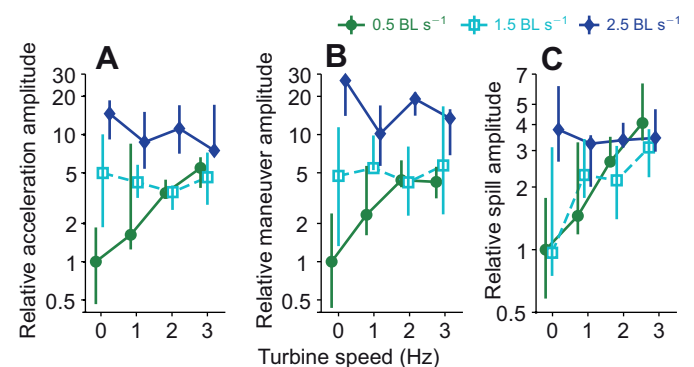 0.5 BL s⁻¹ 1.5 BL s⁻¹ 2.5 BL s⁻¹
A
Relative acceleration amplitude
30
20
10
5
2
1
0.5
0 1 2 3
B
Relative maneuver amplitude
30
20
10
5
2
1
0.5
0 1 2 3
C
Relative spill amplitude
7
5
4
3
2
1
0.5
0 1 2 3
Turbine speed (Hz)